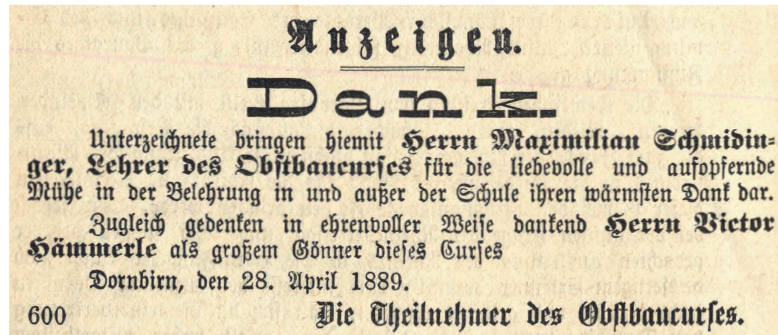 Anzeigen.
Dank.
Unterzeichnete bringen hiemit Herrn Maximilian Schmidin-
ger, Lehrer des Obstbaucurses für die liebevolle und aufopfernde
Mühe in der Belehrung in und außer der Schule ihren wärmsten Dank dar.
Zugleich gedenken in ehrenvoller Weise dankend Herrn Victor
Hämmerle als großem Gönner dieses Curses
Dornbirn, den 28. April 1889.
600 Die Theilnehmer des Obstbaucurses.